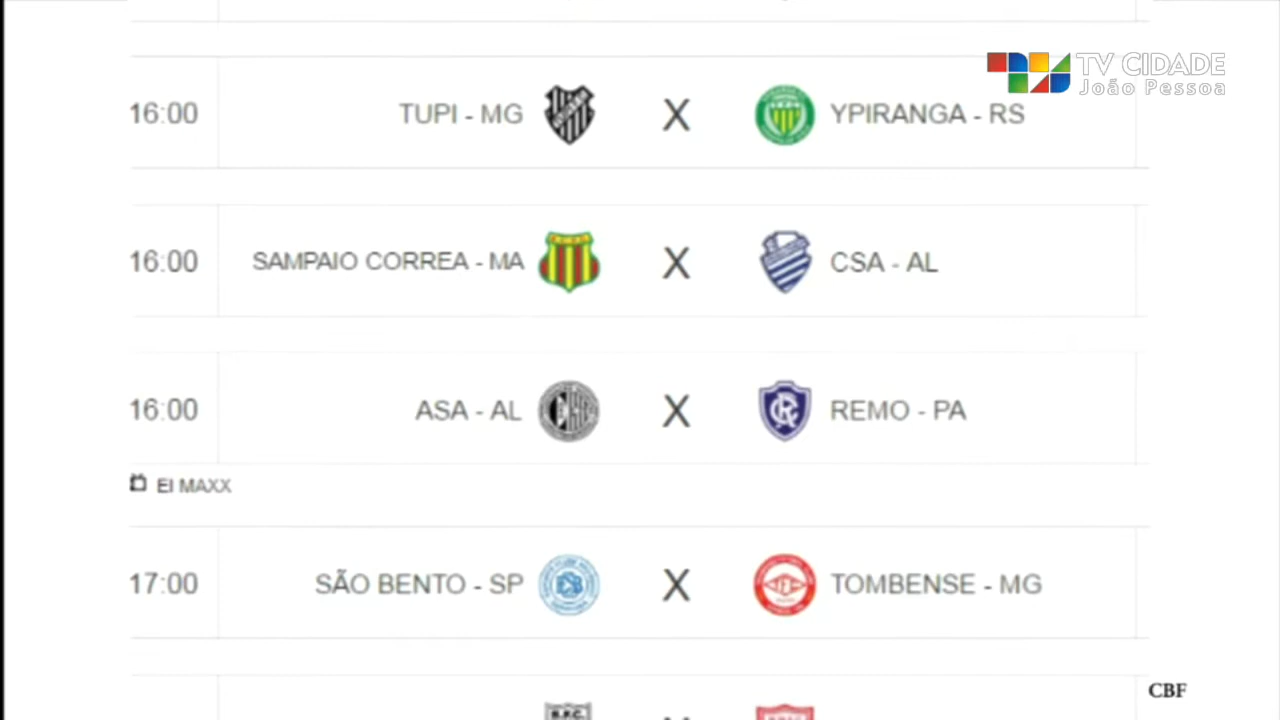 TV CIDADE
João Pessoa
16:00 TUPI - MG X YPIRANGA - RS
16:00 SAMPAIO CORREA - MA X CSA - AL
16:00 ASA - AL X REMO - PA
EI MAXX
17:00 SÃO BENTO - SP X TOMBENSE - MG
CBF